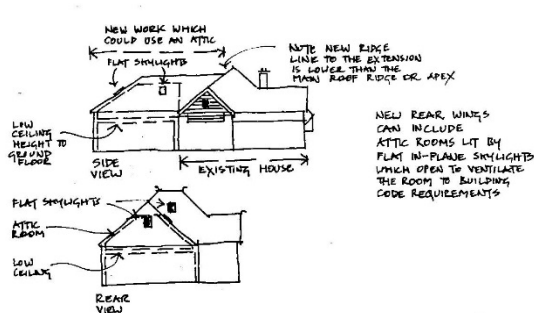 NEW WORK WHICH
COULD USE AN ATTIC
FLAT SKYLIGHTS
NOTE NEW RIDGE
LINE TO THE EXTENSION
IS LOWER THAN THE
MAIN ROOF RIDGE OR APEX
LOW
CEILING
HEIGHT TO
GROUND
FLOOR
SIDE
VIEW
EXISTING HOUSE
NEW REAR WINGS
CAN INCLUDE
ATTIC ROOMS LIT BY
FLAT IN-PLANE SKYLIGHTS
WHICH OPEN TO VENTILATE
THE ROOM TO BUILDING
CODE REQUIREMENTS
FLAT SKYLIGHTS
ATTIC
ROOM
LOW
CEILING
REAR
VIEW